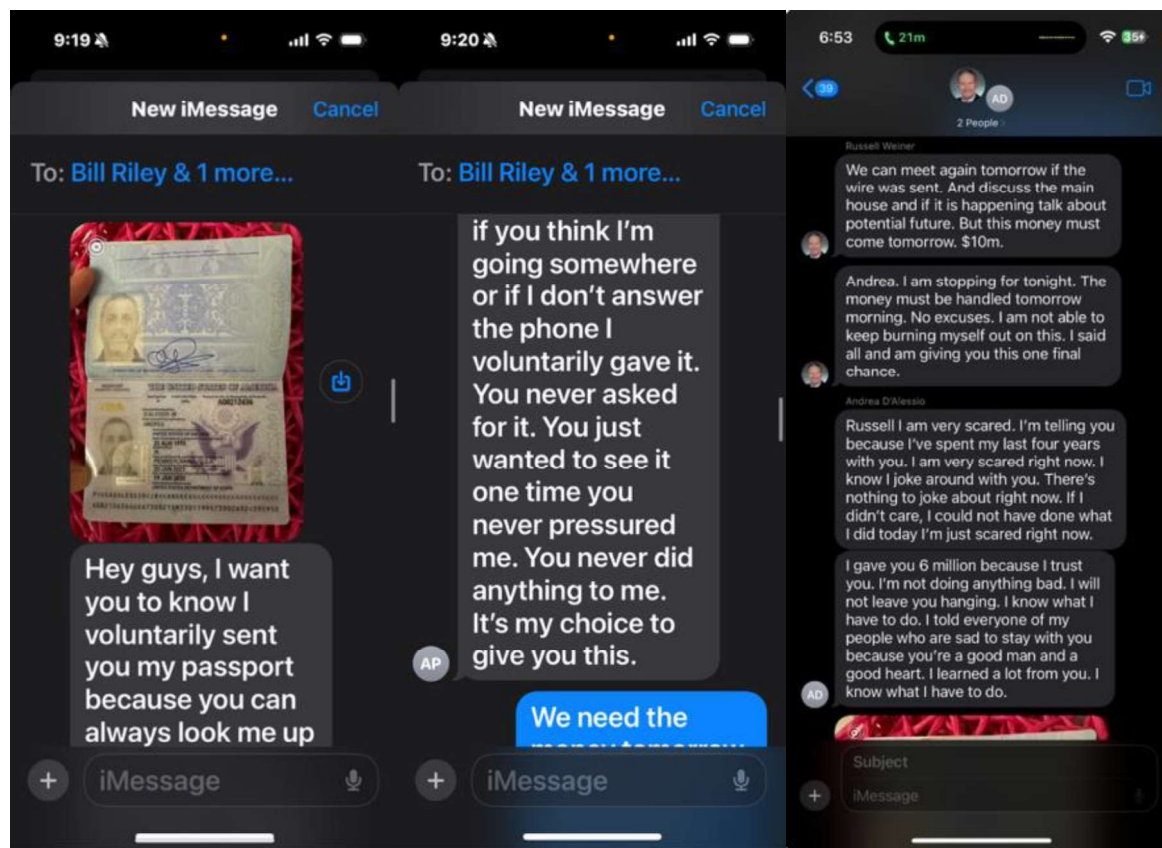 9:19
New iMessage
Cancel
To: Bill Riley & 1 more...
THE UNITED STATES OF AMERICA
Hey guys, I want
you to know I
voluntarily sent
you my passport
because you can
always look me up
iMessage
9:20
New iMessage
Cancel
To: Bill Riley & 1 more...
if you think I'm
going somewhere
or if I don't answer
the phone I
voluntarily gave it.
You never asked
for it. You just
wanted to see it
one time you
never pressured
me. You never did
anything to me.
It's my choice to
give you this.
AP
We need the
money tomorrow
iMessage
6:53
21m
35
39
AD
2 People
Russell Weiner
We can meet again tomorrow if the
wire was sent. And discuss the main
house and if it is happening talk about
potential future. But this money must
come tomorrow. $10m.
Andrea. I am stopping for tonight. The
money must be handled tomorrow
morning. No excuses. I am not able to
keep burning myself out on this. I said
all and am giving you this one final
chance.
Andrea D'Alessio
Russell I am very scared. I'm telling you
because I've spent my last four years
with you. I am very scared right now. I
know I joke around with you. There's
nothing to joke about right now. If I
didn't care, I could not have done what
I did today I'm just scared right now.
I gave you 6 million because I trust
you. I'm not doing anything bad. I will
not leave you hanging. I know what I
have to do. I told everyone of my
people who are sad to stay with you
because you're a good man and a
good heart. I learned a lot from you. I
know what I have to do.
AD
Subject
iMessage